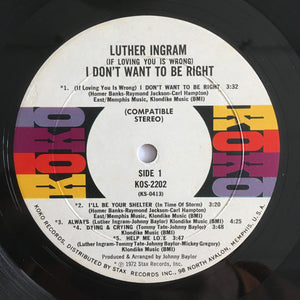 LUTHER INGRAM
(IF LOVING YOU IS WRONG)
I DON'T WANT TO BE RIGHT
*1. (If Loving You Is Wrong) I DON'T WANT TO BE RIGHT 3:32
(Homer Banks-Raymond Jackson-Carl Hampton)
East/Memphis Music, Klondike Music (BMI)
(COMPATIBLE
STEREO)
KOKO
KOKO
SIDE 1
KOS-2202
(KS-0413)
*2. I'LL BE YOUR SHELTER (In Time Of Storm) 3:20
(Homer Banks-Raymond Jackson-Carl Hampton)
East/Memphis Music, Klondike Music (BMI)
*3. ALWAYS (Luther Ingram-Johnny Baylor) Klondike Music (BMI) 4:25
*4. DYING & CRYING (Tommy Tate-Johnny Baylor)
Klondike Music (BMI)
*5. HELP ME LOVE
(Luther Ingram-Tommy Tate-Johnny Baylor-Mickey Gregory)
Klondike Music (BMI)
Produced & Arranged by Johnny Baylor
℗ 1972 Stax Records Inc.
KOKO RECORDS, DISTRIBUTED BY STAX RECORDS INC., 98 NORTH AVALON, MEMPHIS, U.S.A.